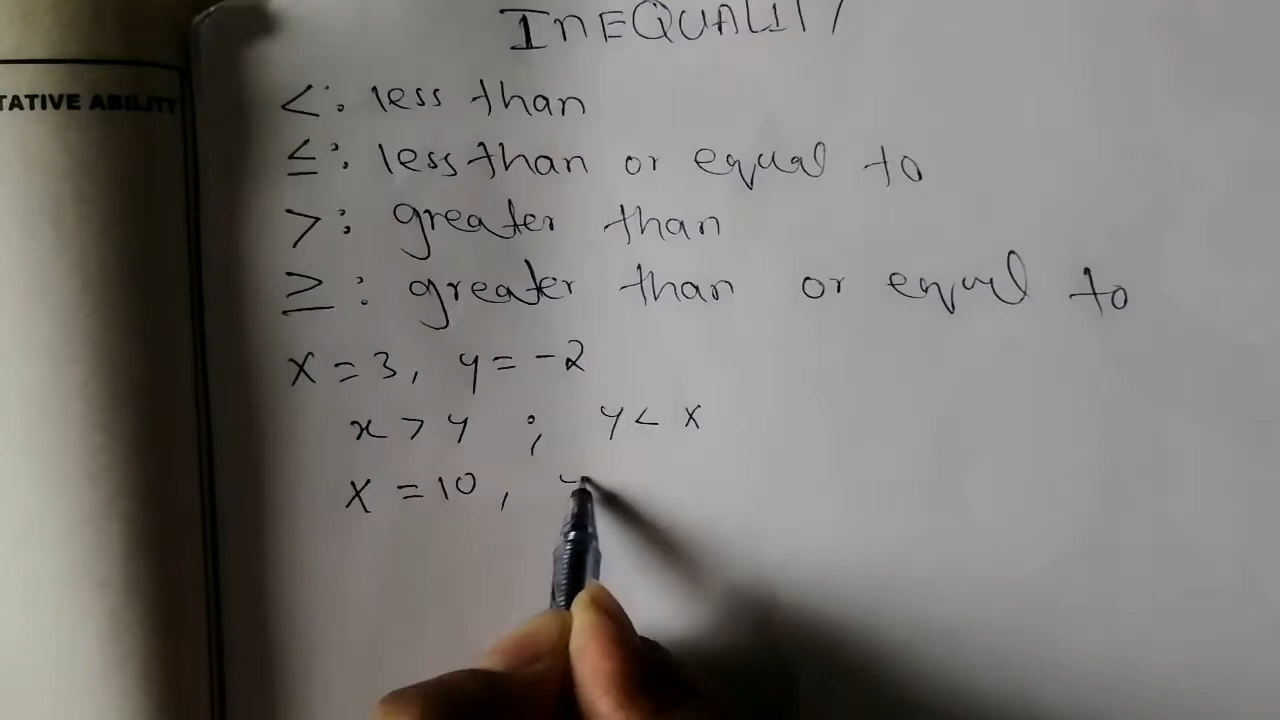 INEQUALITY
TATIVE ABILITY
<: less than
≤: less than or equal to
>: greater than
≥: greater than or equal to
x = 3, y = -2
x > y ; y < x
x = 10,